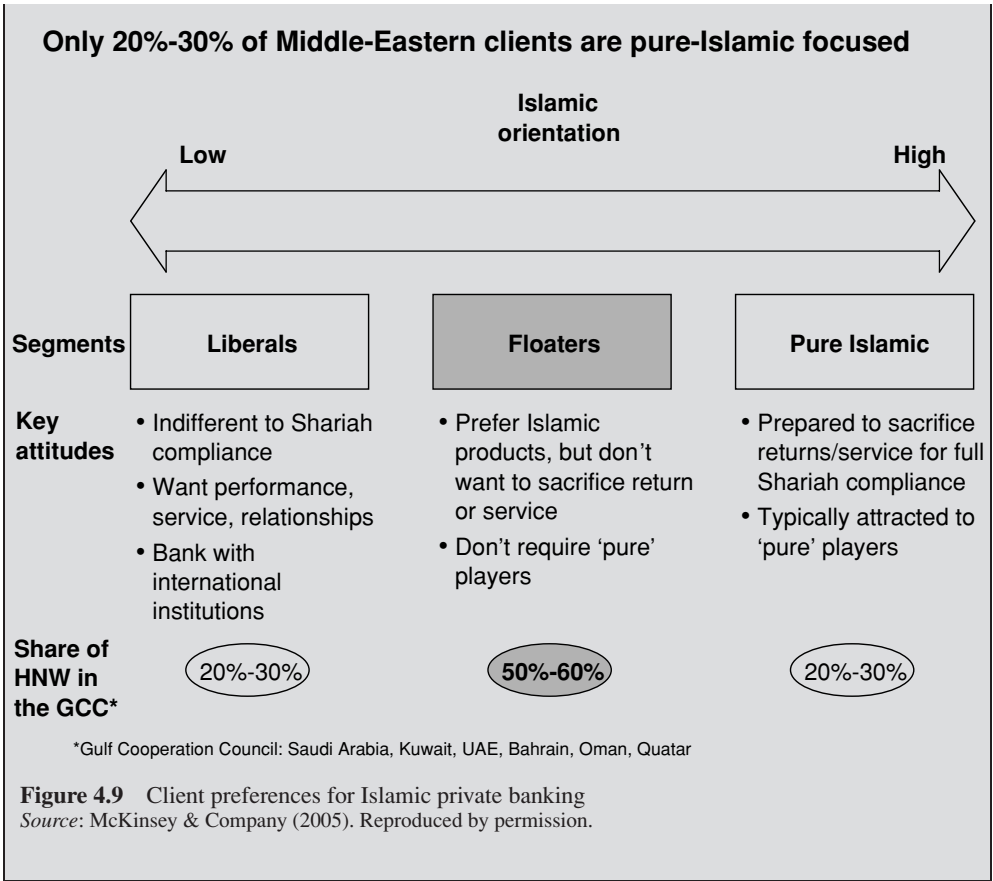 Only 20%-30% of Middle-Eastern clients are pure-Islamic focused
Islamic
orientation
Low
High
Segments
Liberals
Floaters
Pure Islamic
Key
attitudes
• Indifferent to Shariah
compliance
• Want performance,
service, relationships
• Bank with
international
institutions
• Prefer Islamic
products, but don't
want to sacrifice return
or service
• Don't require 'pure'
players
• Prepared to sacrifice
returns/service for full
Shariah compliance
• Typically attracted to
'pure' players
Share of
HNW in
the GCC*
20%-30%
50%-60%
20%-30%
*Gulf Cooperation Council: Saudi Arabia, Kuwait, UAE, Bahrain, Oman, Quatar
Figure 4.9 Client preferences for Islamic private banking
Source: McKinsey & Company (2005). Reproduced by permission.